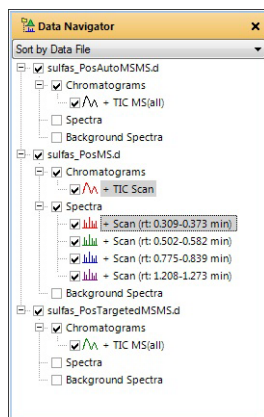 Data Navigator
Sort by Data File
sulfas_PosAutoMSMS.d
Chromatograms
+ TIC MS(all)
Spectra
Background Spectra
sulfas_PosMS.d
Chromatograms
+ TIC Scan
Spectra
+ Scan (rt: 0.309-0.373 min)
+ Scan (rt: 0.502-0.582 min)
+ Scan (rt: 0.775-0.839 min)
+ Scan (rt: 1.208-1.273 min)
Background Spectra
sulfas_PosTargetedMSMS.d
Chromatograms
+ TIC MS(all)
Spectra
Background Spectra